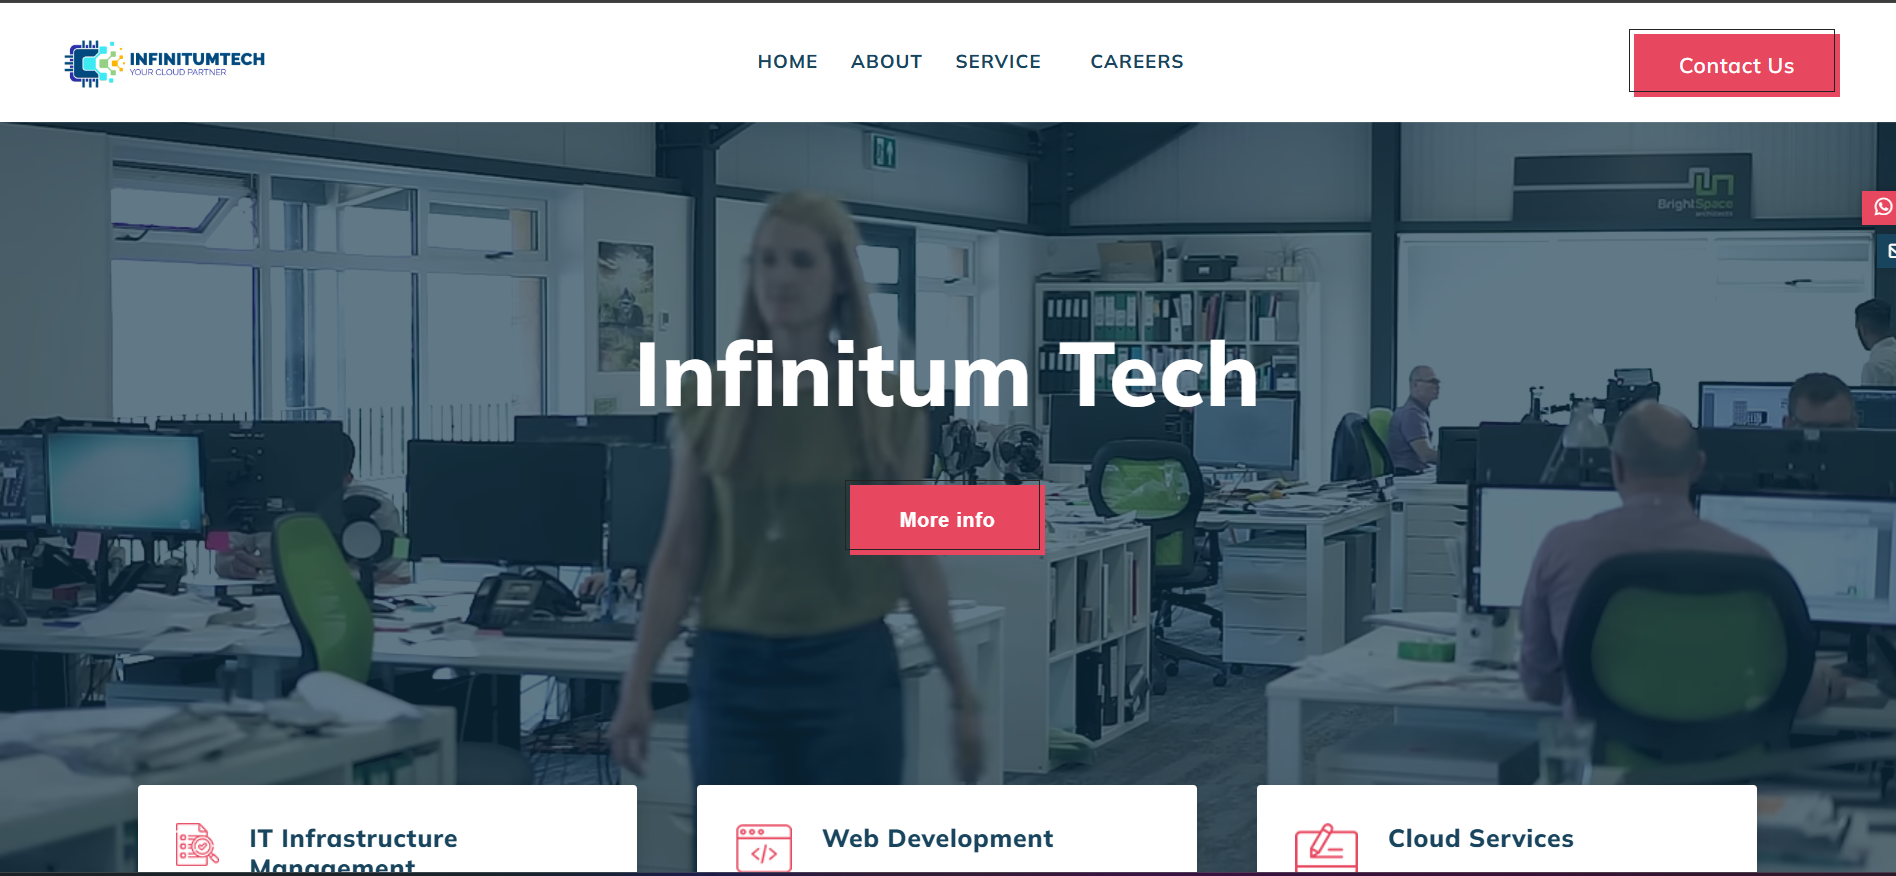 INFINITUMTECH
YOUR CLOUD PARTNER
HOME ABOUT SERVICE CAREERS
Contact Us
BrightSpace
architects
Infinitum Tech
More info
IT Infrastructure
Management
Web Development
Cloud Services